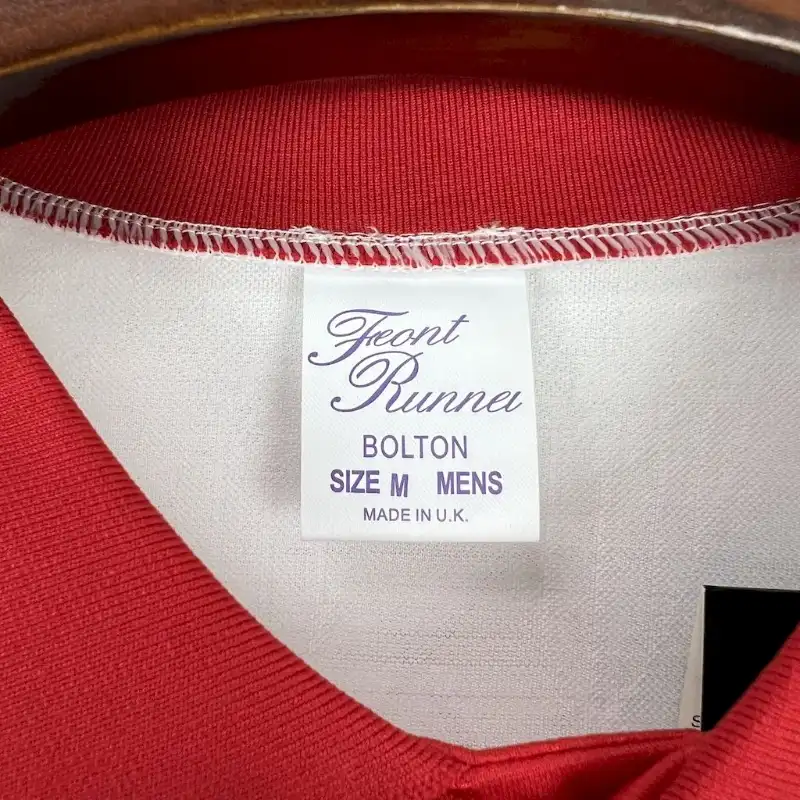 Front
Runner
BOLTON
SIZE M MENS
MADE IN U.K.
S